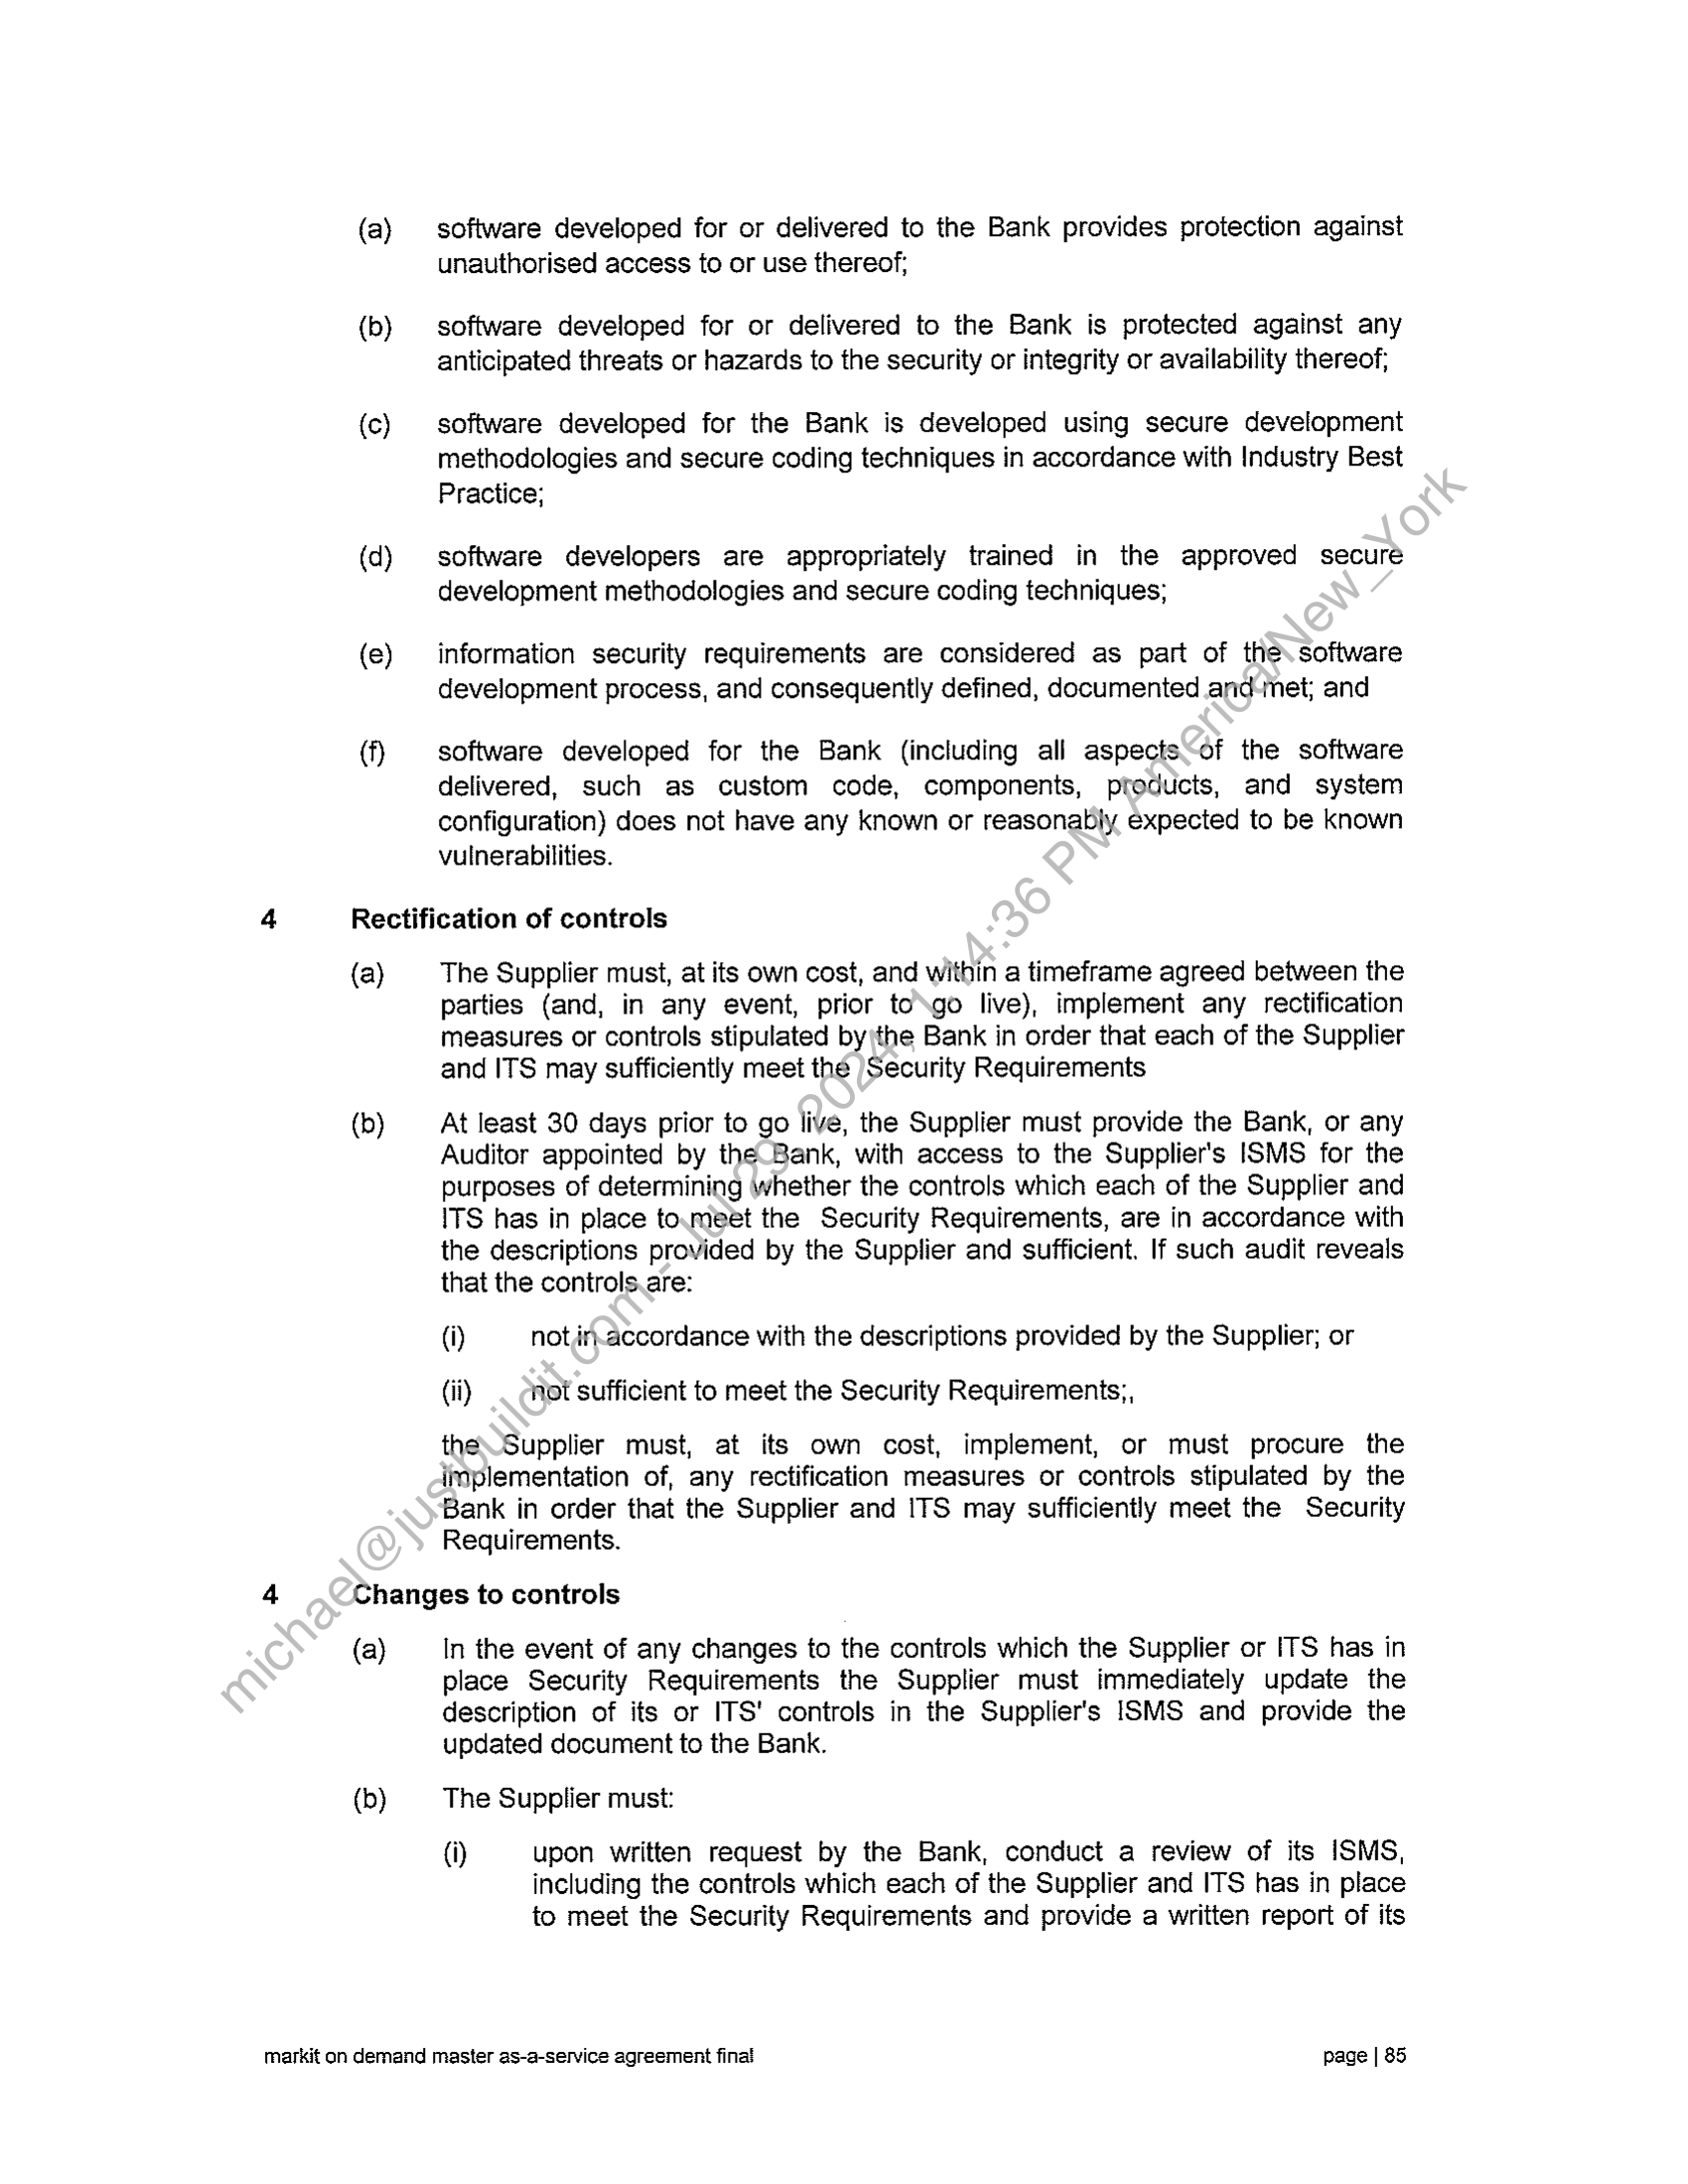 (a) software developed for or delivered to the Bank provides protection against
unauthorised access to or use thereof;
(b) software developed for or delivered to the Bank is protected against any
anticipated threats or hazards to the security or integrity or availability thereof;
(c) software developed for the Bank is developed using secure development
methodologies and secure coding techniques in accordance with Industry Best
Practice;
(d) software developers are appropriately trained in the approved secure
development methodologies and secure coding techniques;
(e) information security requirements are considered as part of the software
development process, and consequently defined, documented and met; and
(f) software developed for the Bank (including all aspects of the software
delivered, such as custom code, components, products, and system
configuration) does not have any known or reasonably expected to be known
vulnerabilities.
4 Rectification of controls
(a) The Supplier must, at its own cost, and within a timeframe agreed between the
parties (and, in any event, prior to go live), implement any rectification
measures or controls stipulated by the Bank in order that each of the Supplier
and ITS may sufficiently meet the Security Requirements
(b) At least 30 days prior to go live, the Supplier must provide the Bank, or any
Auditor appointed by the Bank, with access to the Supplier's ISMS for the
purposes of determining whether the controls which each of the Supplier and
ITS has in place to meet the Security Requirements, are in accordance with
the descriptions provided by the Supplier and sufficient. If such audit reveals
that the controls are:
(i) not in accordance with the descriptions provided by the Supplier; or
(ii) not sufficient to meet the Security Requirements;,
the Supplier must, at its own cost, implement, or must procure the
implementation of, any rectification measures or controls stipulated by the
Bank in order that the Supplier and ITS may sufficiently meet the Security
Requirements.
4 Changes to controls
(a) In the event of any changes to the controls which the Supplier or ITS has in
place Security Requirements the Supplier must immediately update the
description of its or ITS' controls in the Supplier's ISMS and provide the
updated document to the Bank.
(b) The Supplier must:
(i) upon written request by the Bank, conduct a review of its ISMS,
including the controls which each of the Supplier and ITS has in place
to meet the Security Requirements and provide a written report of its
markit on demand master as-a-service agreement final page | 85
michael@justbuildit.com - Jul 29, 2024, 1:14:36 PM America/New_York